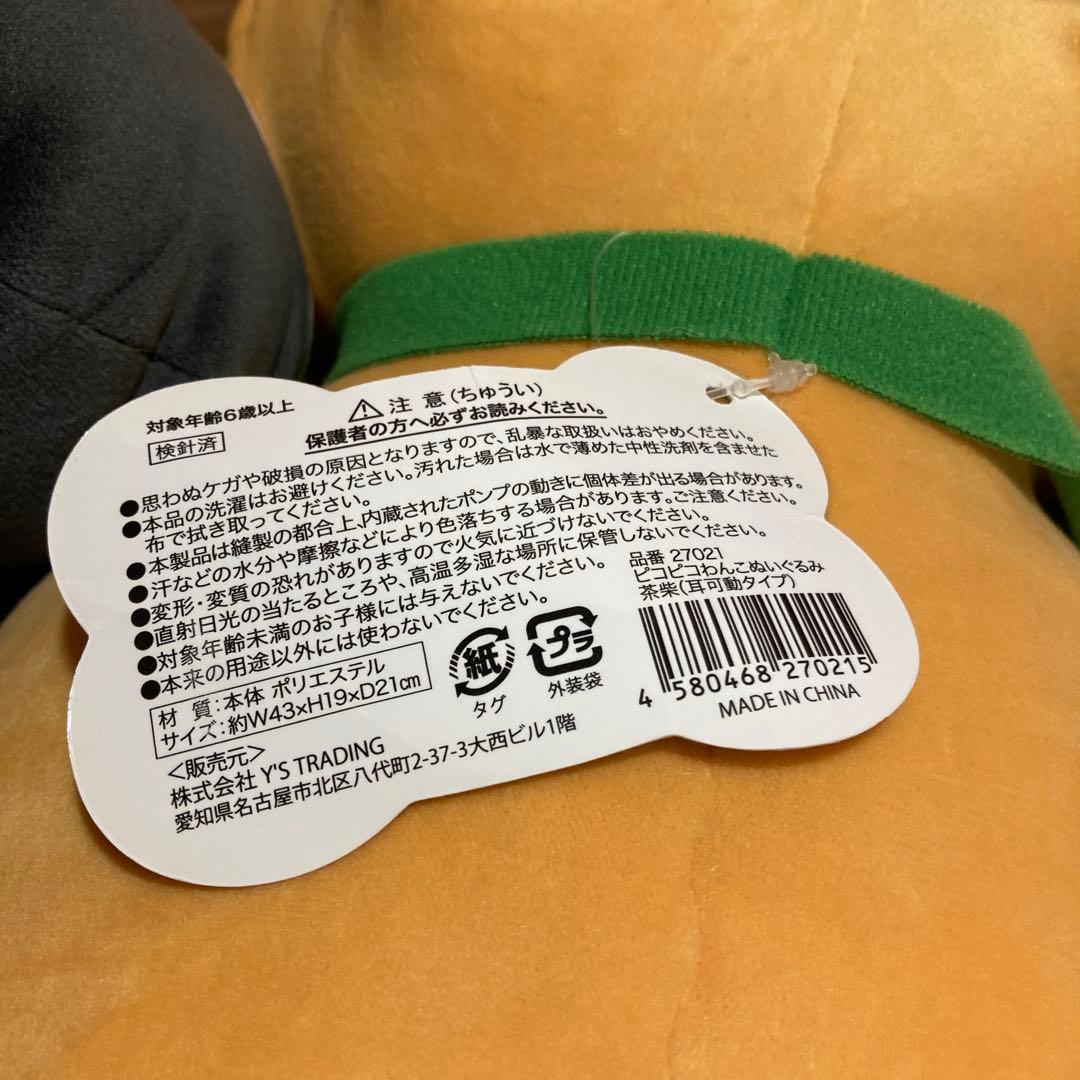 対象年齢6歳以上
検針済
⚠注 意(ちゅうい)
保護者の方へ必ずお読みください。
●思わぬケガや破損の原因となりますので、乱暴な取扱いはおやめください。
●本品の洗濯はお避けください。汚れた場合は水で薄めた中性洗剤を含ませた
布で拭き取ってください。
●本製品は縫製の都合上、内蔵されたポンプの動きに個体差が出る場合があります。
●汗などの水分や摩擦などにより色落ちする場合があります。ご注意ください。
●変形・変質の恐れがありますので火気に近づけないでください。
●直射日光の当たるところや、高温多湿な場所に保管しないでください。
●対象年齢未満のお子様には与えないでください。
●本来の用途以外には使わないでください。
材 質：本体 ポリエステル
サイズ：約W43×H19×D21㎝
<販売元>
株式会社 Y'S TRADING
愛知県名古屋市北区八代町2-37-3大西ビル1階
紙
タグ
プラ
外装袋
品番 27021
ピコピコわんこぬいぐるみ
茶柴(耳可動タイプ)
4 580468 270215
MADE IN CHINA